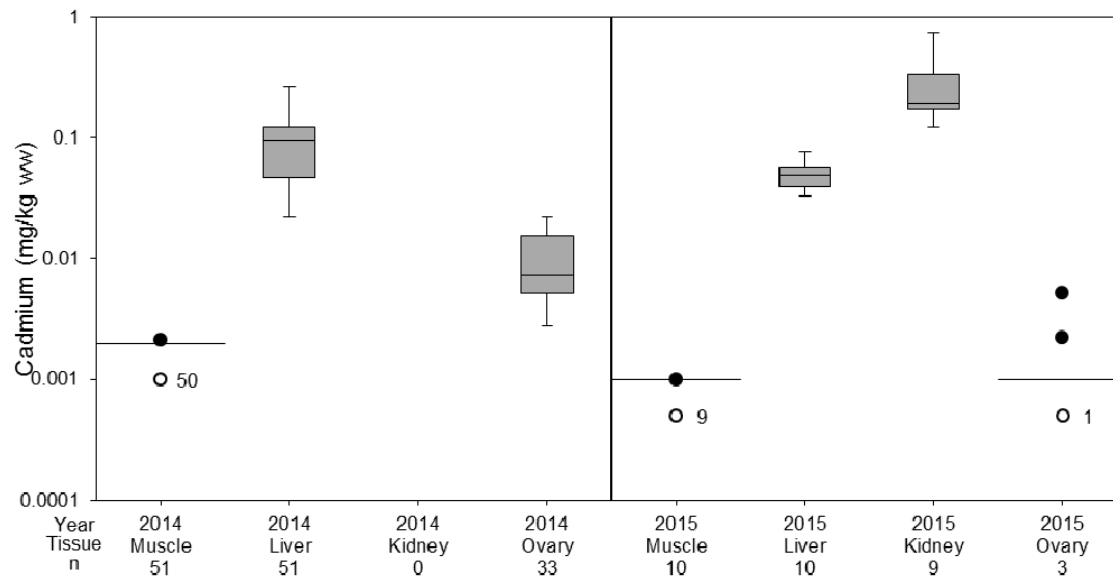 Cadmium (mg/kg ww)
1
0.1
0.01
0.001
0.0001
50
9
1
Year 2014 2014 2014 2014 2015 2015 2015 2015
Tissue Muscle Liver Kidney Ovary Muscle Liver Kidney Ovary
n 51 51 0 33 10 10 9 3